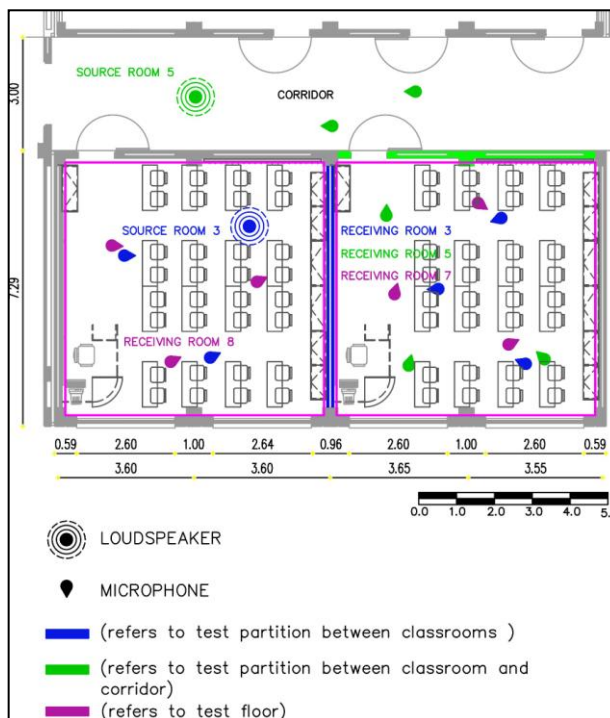 SOURCE ROOM 5
CORRIDOR
3.00
7.29
SOURCE ROOM 3
RECEIVING ROOM 3
RECEIVING ROOM 5
RECEIVING ROOM 7
RECEIVING ROOM 8
0.59 2.60 1.00 2.64 0.96 2.60 1.00 2.60 0.59
3.60 3.60 3.65 3.55
0.0 1.0 2.0 3.0 4.0 5.
LOUDSPEAKER
MICROPHONE
(refers to test partition between classrooms )
(refers to test partition between classroom and
corridor)
(refers to test floor)